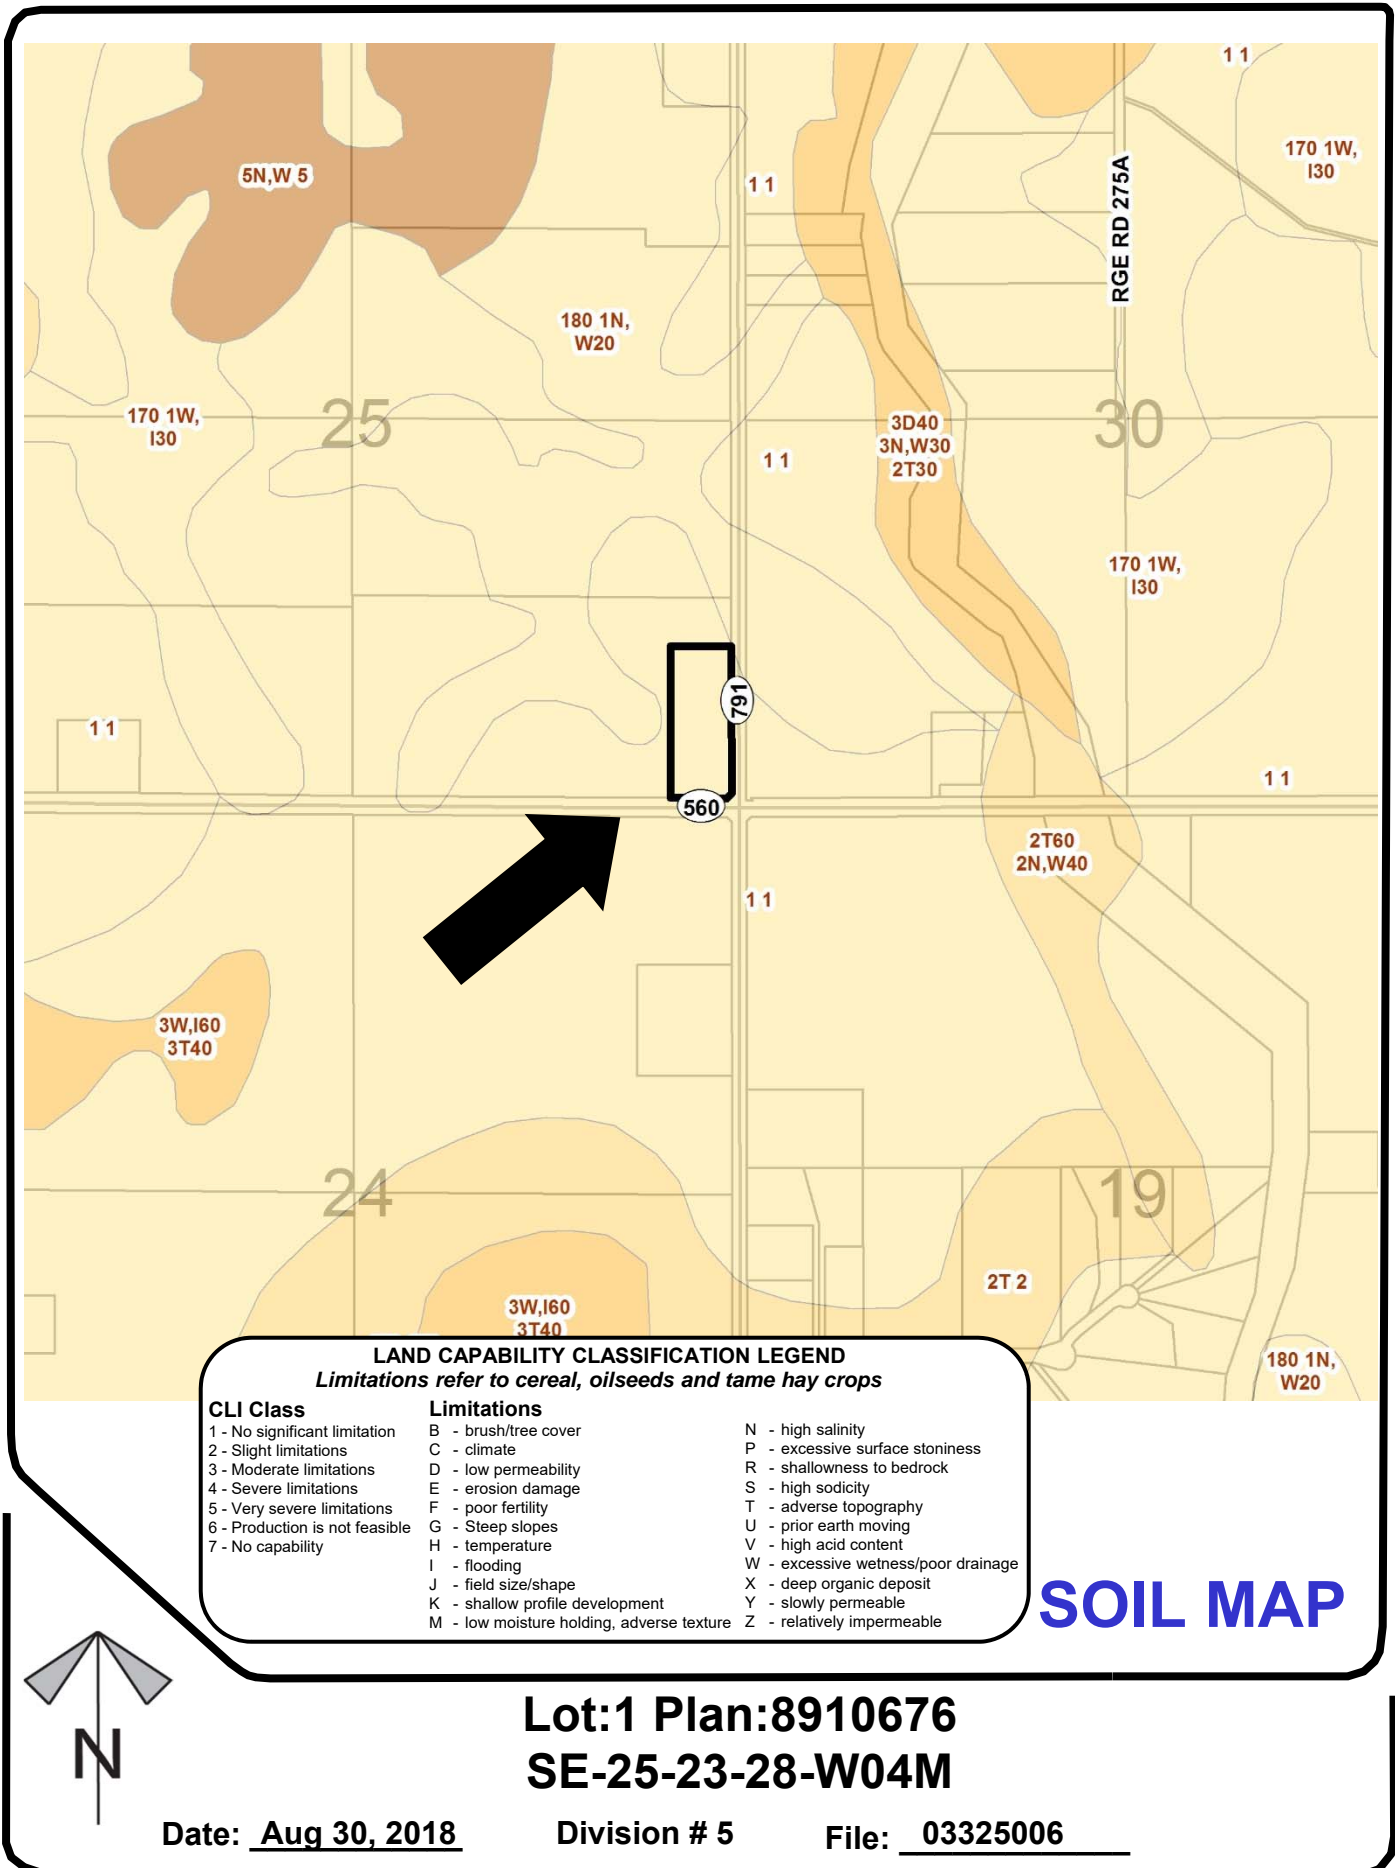 1 1
170 1W,
I30
5N,W 5
1 1
RGE RD 275A
180 1N,
W20
170 1W,
I30
25
3D40
3N,W30
2T30
30
1 1
170 1W,
I30
791
1 1
1 1
560
2T60
2N,W40
1 1
3W,I60
3T40
24
19
2T 2
3W,I60
3T40
180 1N,
W20
LAND CAPABILITY CLASSIFICATION LEGEND
Limitations refer to cereal, oilseeds and tame hay crops
CLI Class
1 - No significant limitation
2 - Slight limitations
3 - Moderate limitations
4 - Severe limitations
5 - Very severe limitations
6 - Production is not feasible
7 - No capability
Limitations
B - brush/tree cover
C - climate
D - low permeability
E - erosion damage
F - poor fertility
G - Steep slopes
H - temperature
I - flooding
J - field size/shape
K - shallow profile development
M - low moisture holding, adverse texture
N - high salinity
P - excessive surface stoniness
R - shallowness to bedrock
S - high sodicity
T - adverse topography
U - prior earth moving
V - high acid content
W - excessive wetness/poor drainage
X - deep organic deposit
Y - slowly permeable
Z - relatively impermeable
SOIL MAP
N
Lot:1 Plan:8910676
SE-25-23-28-W04M
Date: Aug 30, 2018 Division # 5 File: 03325006